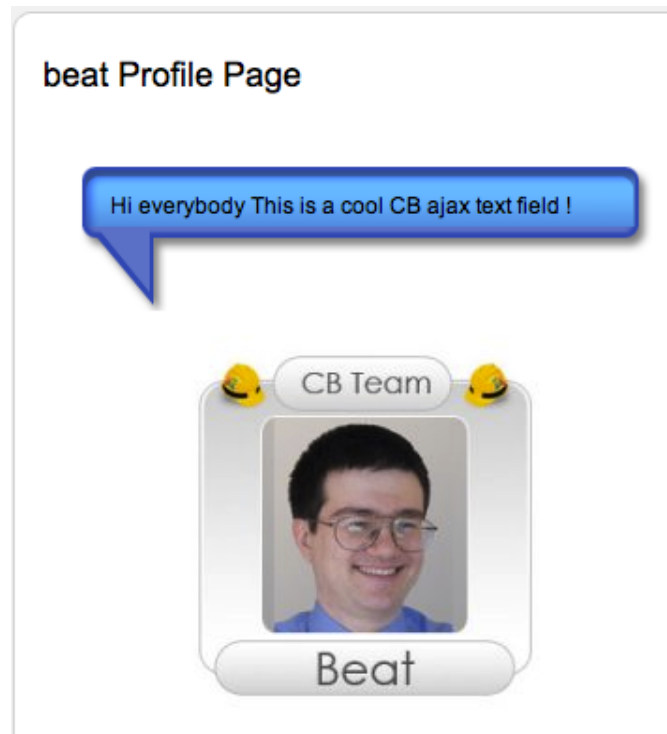 beat Profile Page
Hi everybody This is a cool CB ajax text field !
CB Team
Beat